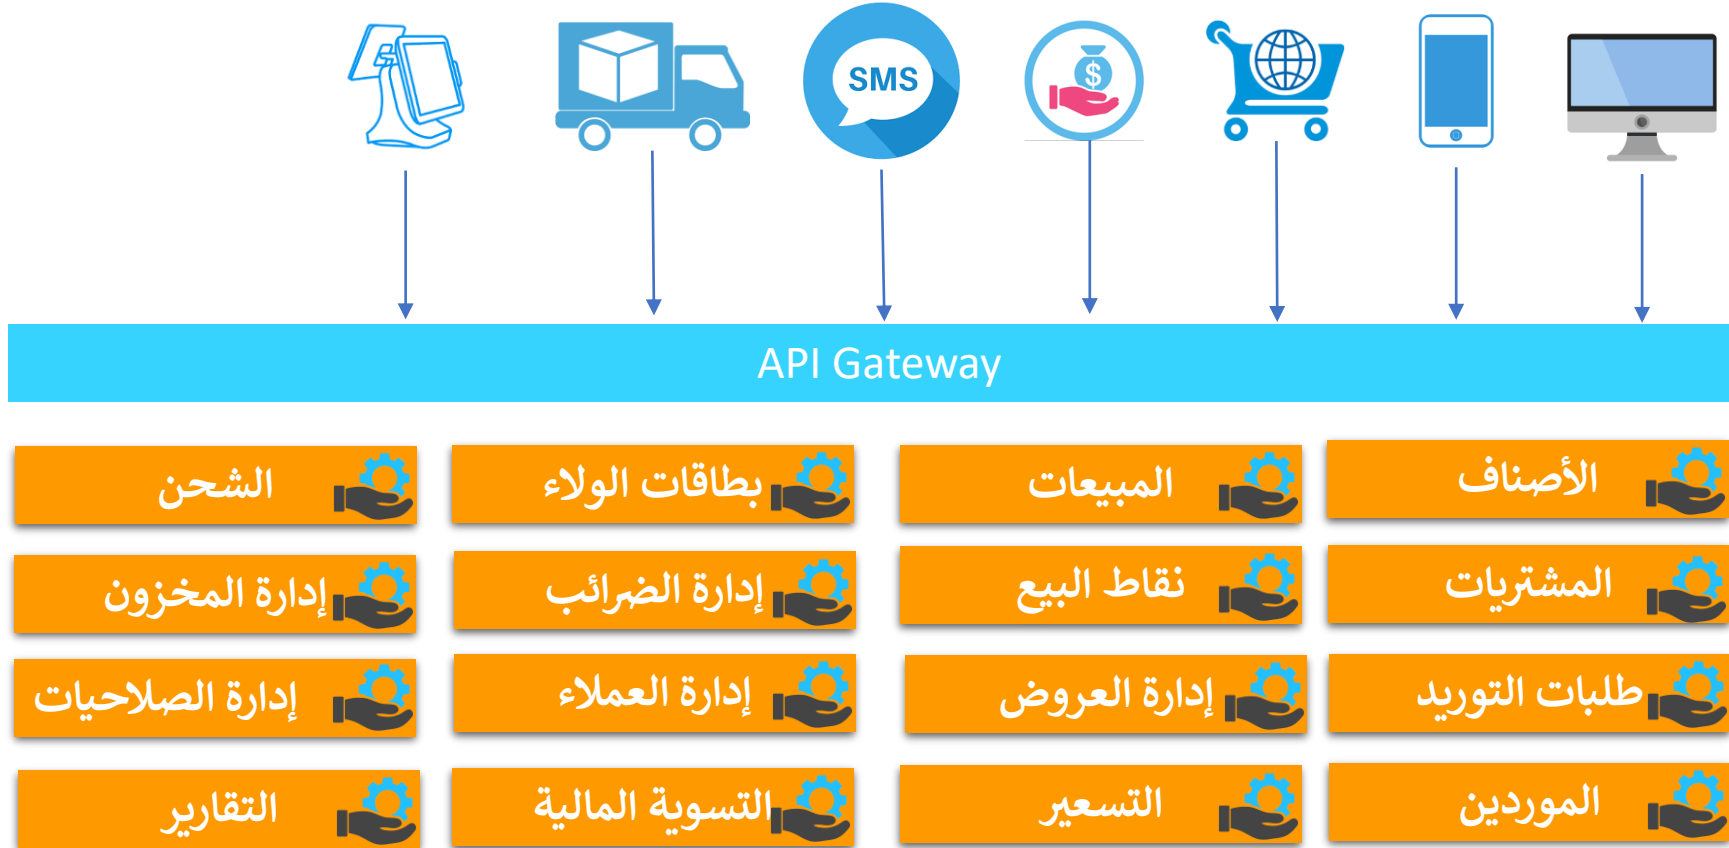 SMS
$
API Gateway
الأصناف
المبيعات
بطاقات الولاء
الشحن
المشتريات
نقاط البيع
إدارة الضرائب
إدارة المخزون
طلبات التوريد
إدارة العروض
إدارة العملاء
إدارة الصلاحيات
الموردين
التسعير
التسوية المالية
التقارير